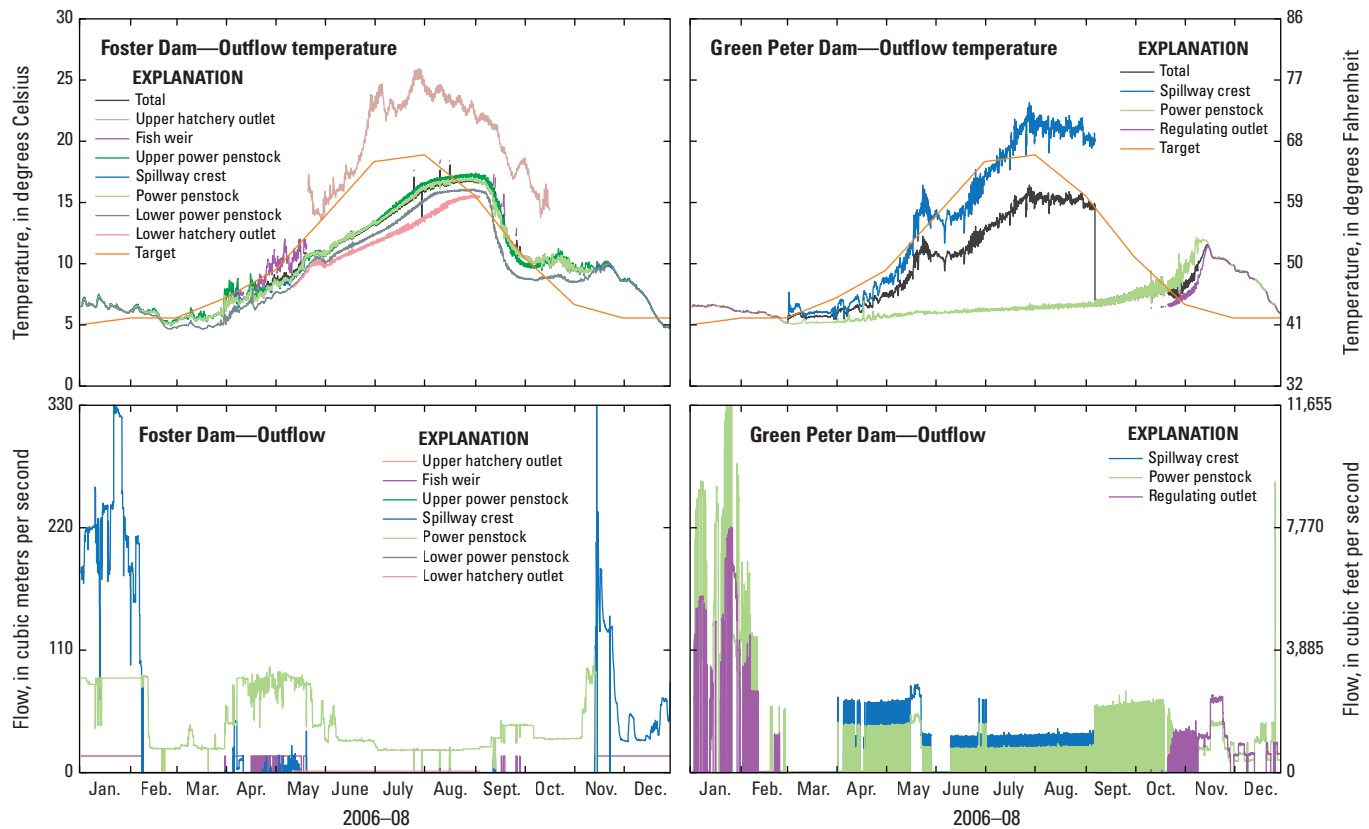 Foster Dam—Outflow temperature
EXPLANATION
Total
Upper hatchery outlet
Fish weir
Upper power penstock
Spillway crest
Power penstock
Lower power penstock
Lower hatchery outlet
Target
Temperature, in degrees Celsius
30
25
20
15
10
5
0
Green Peter Dam—Outflow temperature
EXPLANATION
Total
Spillway crest
Power penstock
Regulating outlet
Target
86
77
68
59
50
41
32
Temperature, in degrees Fahrenheit
Foster Dam—Outflow
EXPLANATION
Upper hatchery outlet
Fish weir
Upper power penstock
Spillway crest
Power penstock
Lower power penstock
Lower hatchery outlet
Flow, in cubic meters per second
330
220
110
0
Jan. Feb. Mar. Apr. May June July Aug. Sept. Oct. Nov. Dec.
2006–08
Green Peter Dam—Outflow
EXPLANATION
Spillway crest
Power penstock
Regulating outlet
11,655
7,770
3,885
0
Flow, in cubic feet per second
Jan. Feb. Mar. Apr. May June July Aug. Sept. Oct. Nov. Dec.
2006–08